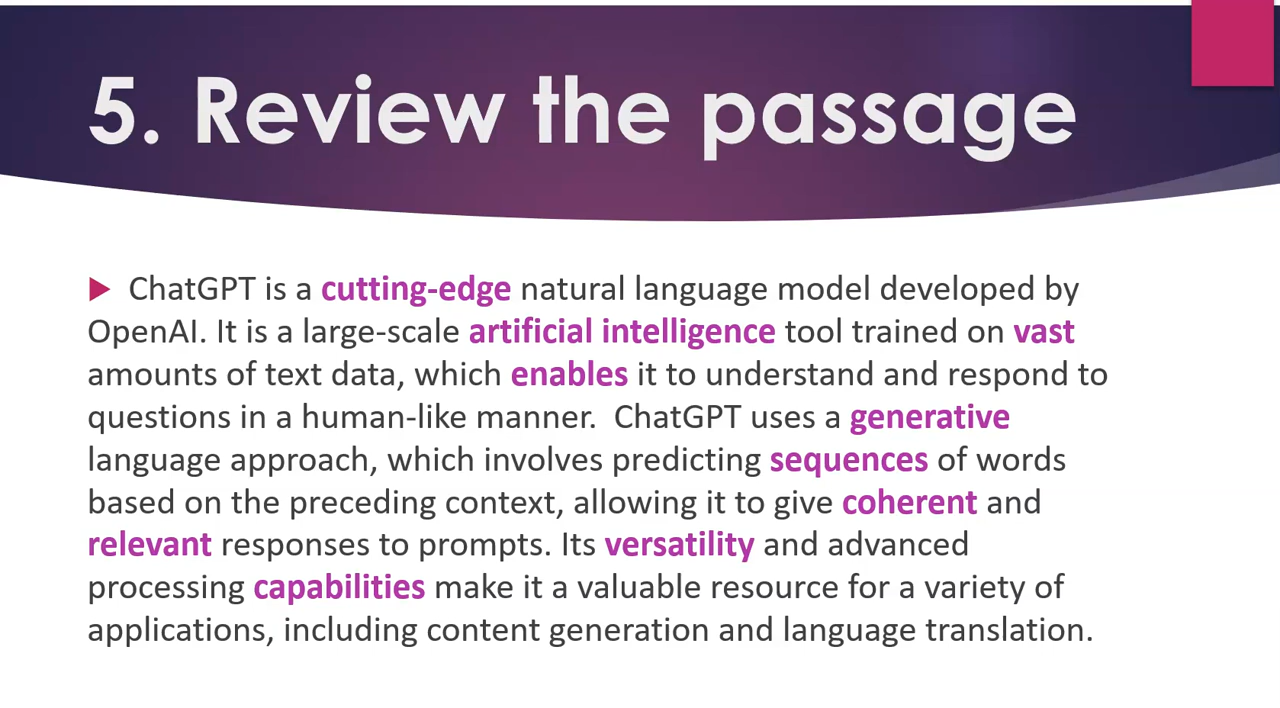 5. Review the passage
ChatGPT is a cutting-edge natural language model developed by
OpenAI. It is a large-scale artificial intelligence tool trained on vast
amounts of text data, which enables it to understand and respond to
questions in a human-like manner.  ChatGPT uses a generative
language approach, which involves predicting sequences of words
based on the preceding context, allowing it to give coherent and
relevant responses to prompts. Its versatility and advanced
processing capabilities make it a valuable resource for a variety of
applications, including content generation and language translation.